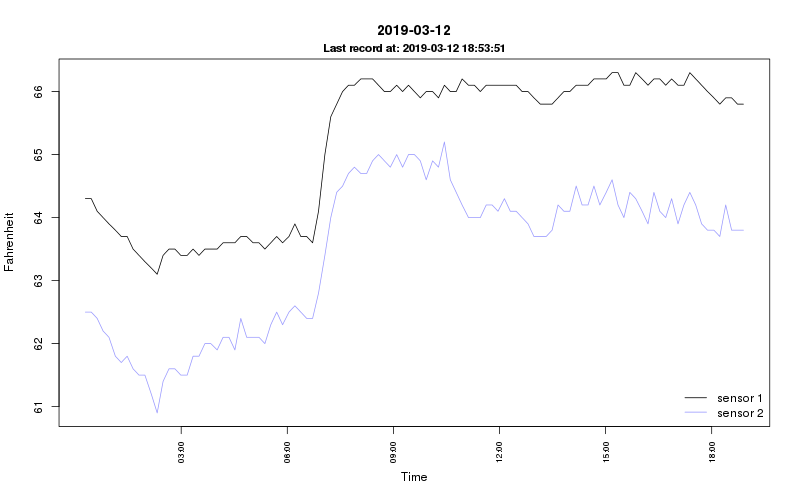 2019-03-12
Last record at: 2019-03-12 18:53:51
66
65
64
63
62
61
Fahrenheit
03:00
06:00
09:00
12:00
15:00
18:00
Time
sensor 1
sensor 2